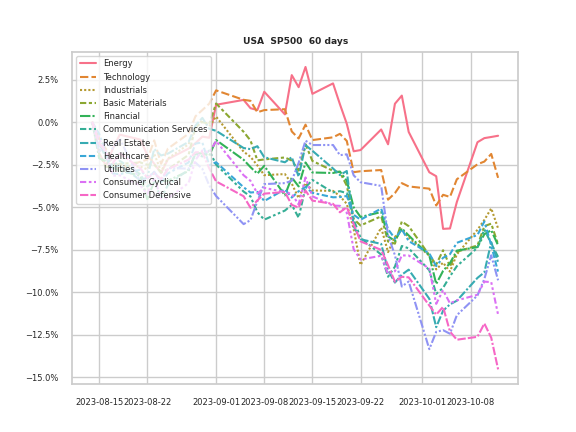 USA  SP500  60 days
Energy
Technology
Industrials
Basic Materials
Financial
Communication Services
Real Estate
Healthcare
Utilities
Consumer Cyclical
Consumer Defensive
2.5%
0.0%
−2.5%
−5.0%
−7.5%
−10.0%
−12.5%
−15.0%
2023-08-15 2023-08-22 2023-09-01 2023-09-08 2023-09-15 2023-09-22 2023-10-01 2023-10-08